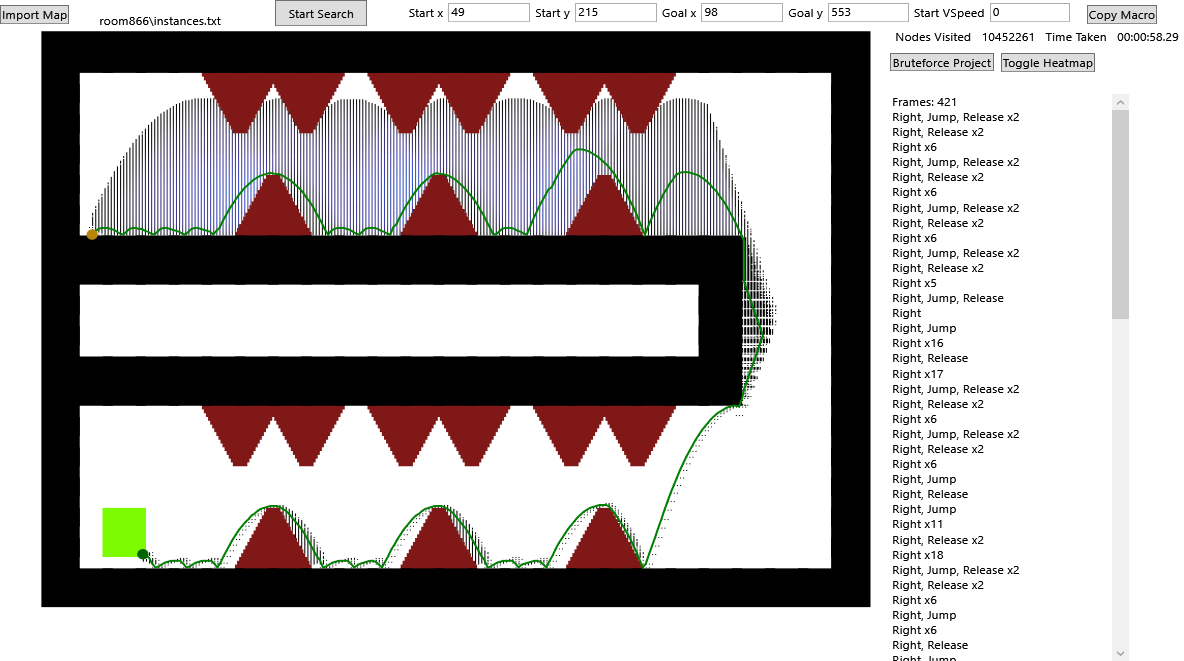 Import Map
room866\instances.txt
Start Search
Start x 49 Start y 215 Goal x 98 Goal y 553 Start VSpeed 0
Copy Macro
Nodes Visited 10452261 Time Taken 00:00:58.29
Bruteforce Project Toggle Heatmap
Frames: 421
Right, Jump, Release x2
Right, Release x2
Right x6
Right, Jump, Release x2
Right, Release x2
Right x6
Right, Jump, Release x2
Right, Release x2
Right x6
Right, Jump, Release x2
Right, Release x2
Right x5
Right, Jump, Release
Right
Right, Jump
Right x16
Right, Release
Right x17
Right, Jump, Release x2
Right, Release x2
Right x6
Right, Jump, Release x2
Right, Release x2
Right x6
Right, Jump
Right, Release
Right, Jump
Right x11
Right, Release x2
Right x18
Right, Jump, Release x2
Right, Release x2
Right x6
Right, Jump
Right x6
Right, Release
Right, Jump